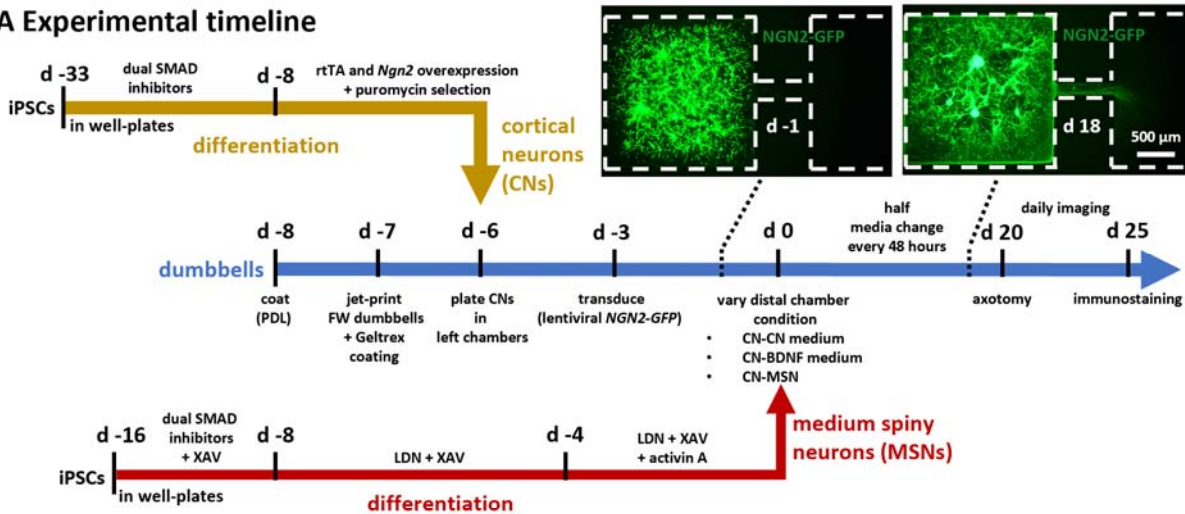 A Experimental timeline
d -33
dual SMAD
inhibitors
d -8
rtTA and Ngn2 overexpression
+ puromycin selection
iPSCs
in well-plates
differentiation
cortical
neurons
(CNs)
NGN2-GFP
d -1
NGN2-GFP
d 18
500 µm
half
media change
every 48 hours
daily imaging
dumbbells
d -8
d -7
d -6
d -3
d 0
d 20
d 25
coat
(PDL)
jet-print
FW dumbbells
+ Geltrex
coating
plate CNs
in
left chambers
transduce
(lentiviral NGN2-GFP)
vary distal chamber
condition
• CN-CN medium
• CN-BDNF medium
• CN-MSN
axotomy
immunostaining
d -16
dual SMAD
inhibitors
+ XAV
d -8
LDN + XAV
d -4
LDN + XAV
+ activin A
medium spiny
neurons (MSNs)
iPSCs
in well-plates
differentiation